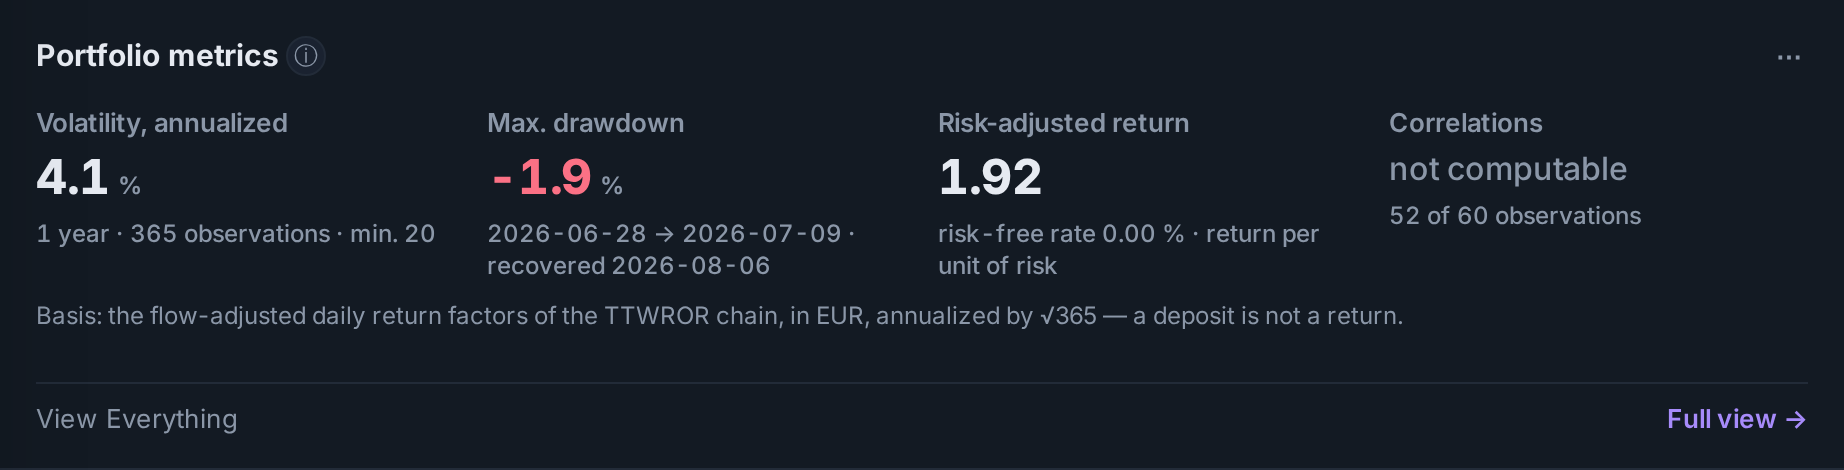 Portfolio metrics ⓘ
...
Volatility, annualized
4.1 %
1 year · 365 observations · min. 20
Max. drawdown
-1.9 %
2026-06-28 → 2026-07-09 ·
recovered 2026-08-06
Risk-adjusted return
1.92
risk-free rate 0.00 % · return per
unit of risk
Correlations
not computable
52 of 60 observations
Basis: the flow-adjusted daily return factors of the TTWROR chain, in EUR, annualized by √365 — a deposit is not a return.
View Everything
Full view →